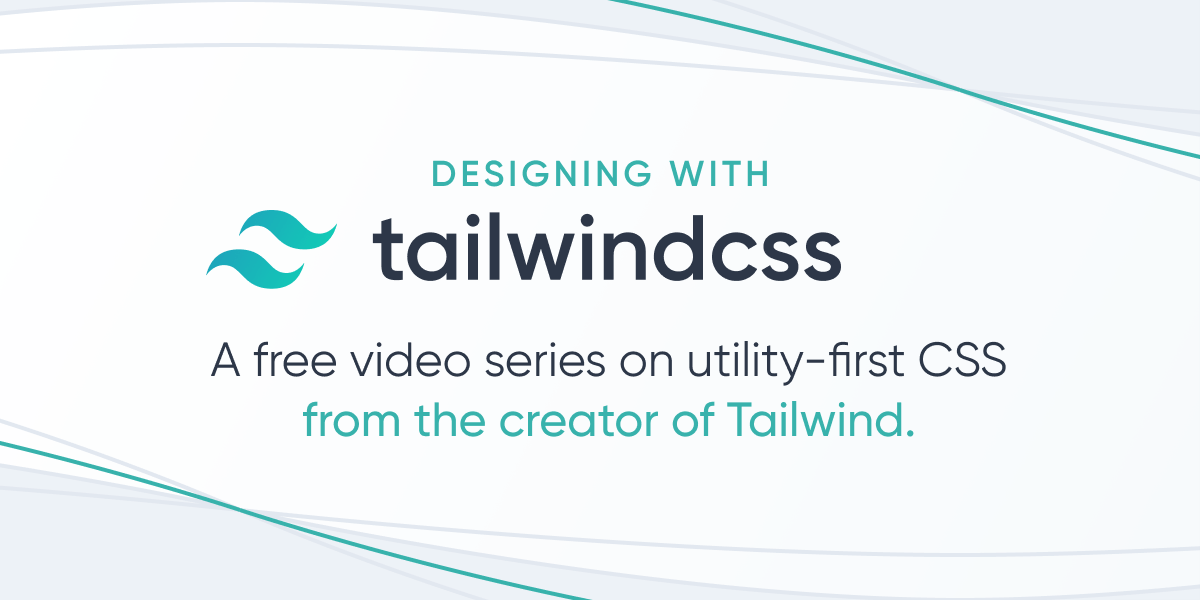 DESIGNING WITH
tailwindcss
A free video series on utility-first CSS
from the creator of Tailwind.